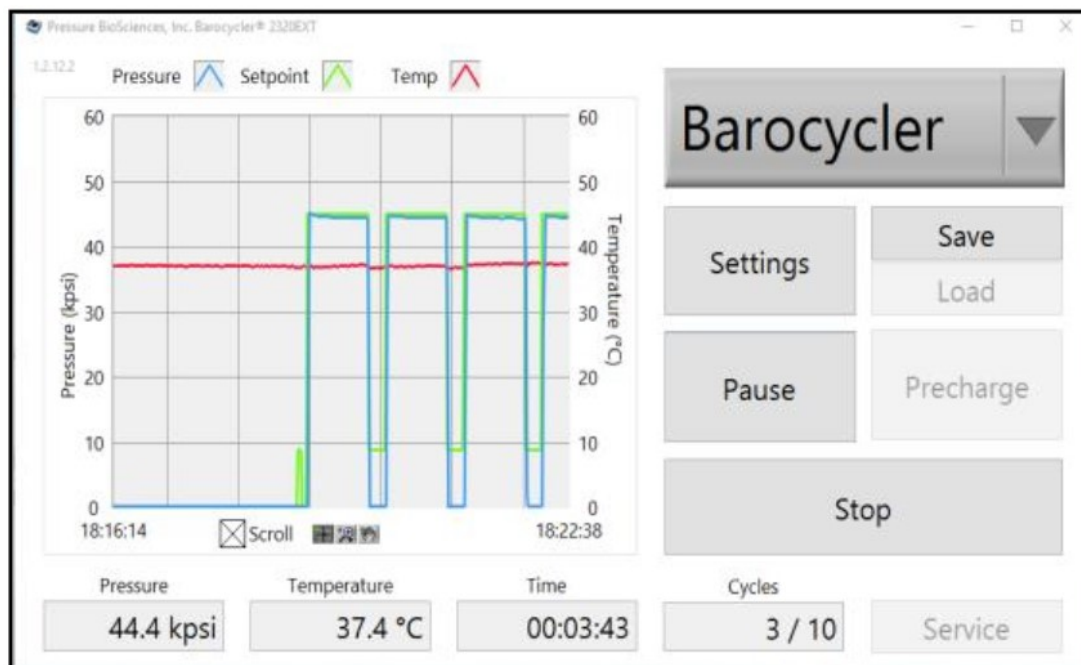 Pressure BioSciences, Inc. Barocycler® 2320EXT
1.2.12.2
Pressure Setpoint Temp
Barocycler
60 60
50 50
40 40
30 30
20 20
10 10
0 0
Pressure (kpsi)
Temperature (°C)
18:16:14 Scroll 18:22:38
Settings
Save
Load
Pause
Precharge
Stop
Pressure Temperature Time Cycles
44.4 kpsi 37.4 °C 00:03:43 3 / 10
Service